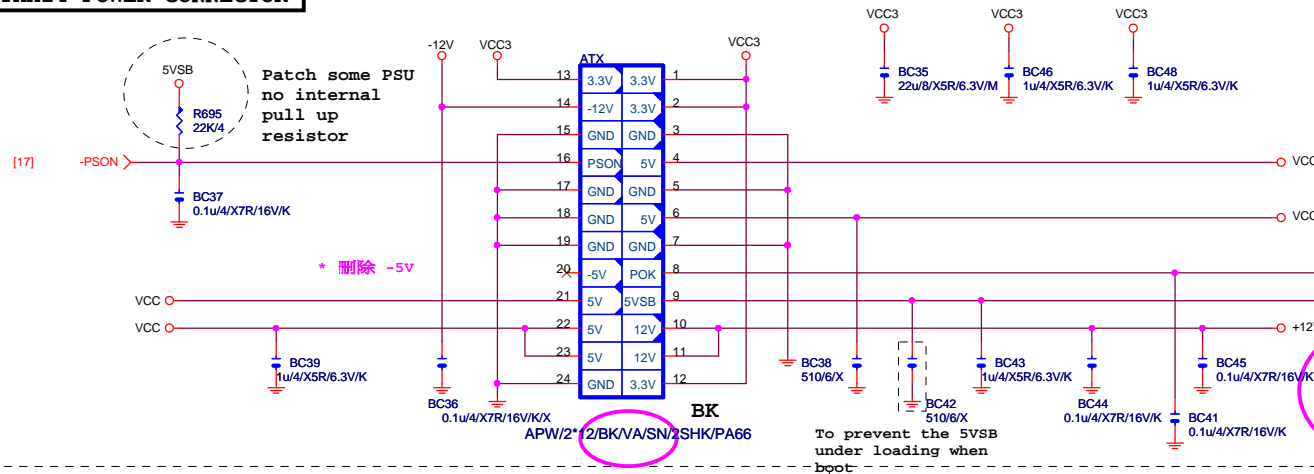 POWER CONNECTOR
5VSB
R695
22K/4
Patch some PSU
no internal
pull up
resistor
[17]
-PSON
BC37
0.1u/4/X7R/16V/K
* 刪除 -5V
VCC
VCC
BC39
1u/4/X5R/6.3V/K
-12V
VCC3
VCC3
ATX
13 3.3V 3.3V 1
14 -12V 3.3V 2
15 GND GND 3
16 PSON 5V 4
17 GND GND 5
18 GND 5V 6
19 GND GND 7
20 -5V POK 8
21 5V 5VSB 9
22 5V 12V 10
23 5V 12V 11
24 GND 3.3V 12
BC36
0.1u/4/X7R/16V/K/X
BK
APW/2*12/BK/VA/SN/2SHK/PA66
VCC3
BC35
22u/8/X5R/6.3V/M
VCC3
BC46
1u/4/X5R/6.3V/K
VCC3
BC48
1u/4/X5R/6.3V/K
VCC
VCC
+12V
BC38
510/6/X
BC42
510/6/X
BC43
1u/4/X5R/6.3V/K
BC44
0.1u/4/X7R/16V/K
BC45
0.1u/4/X7R/16V/K
BC41
0.1u/4/X7R/16V/K
To prevent the 5VSB
under loading when
boot